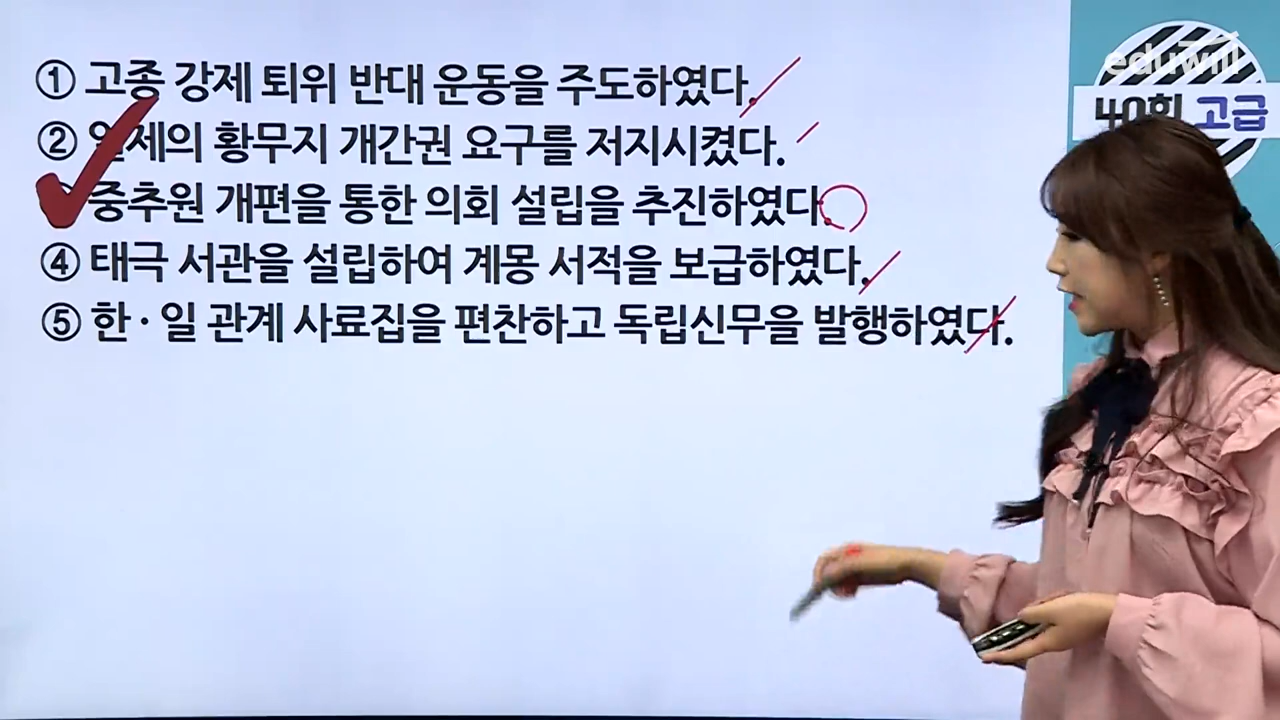 ① 고종 강제 퇴위 반대 운동을 주도하였다.
② 일제의 황무지 개간권 요구를 저지시켰다.
중추원 개편을 통한 의회 설립을 추진하였다.
④ 태극 서관을 설립하여 계몽 서적을 보급하였다.
⑤ 한·일 관계 사료집을 편찬하고 독립신무을 발행하였다.
eduwill
40회 고급